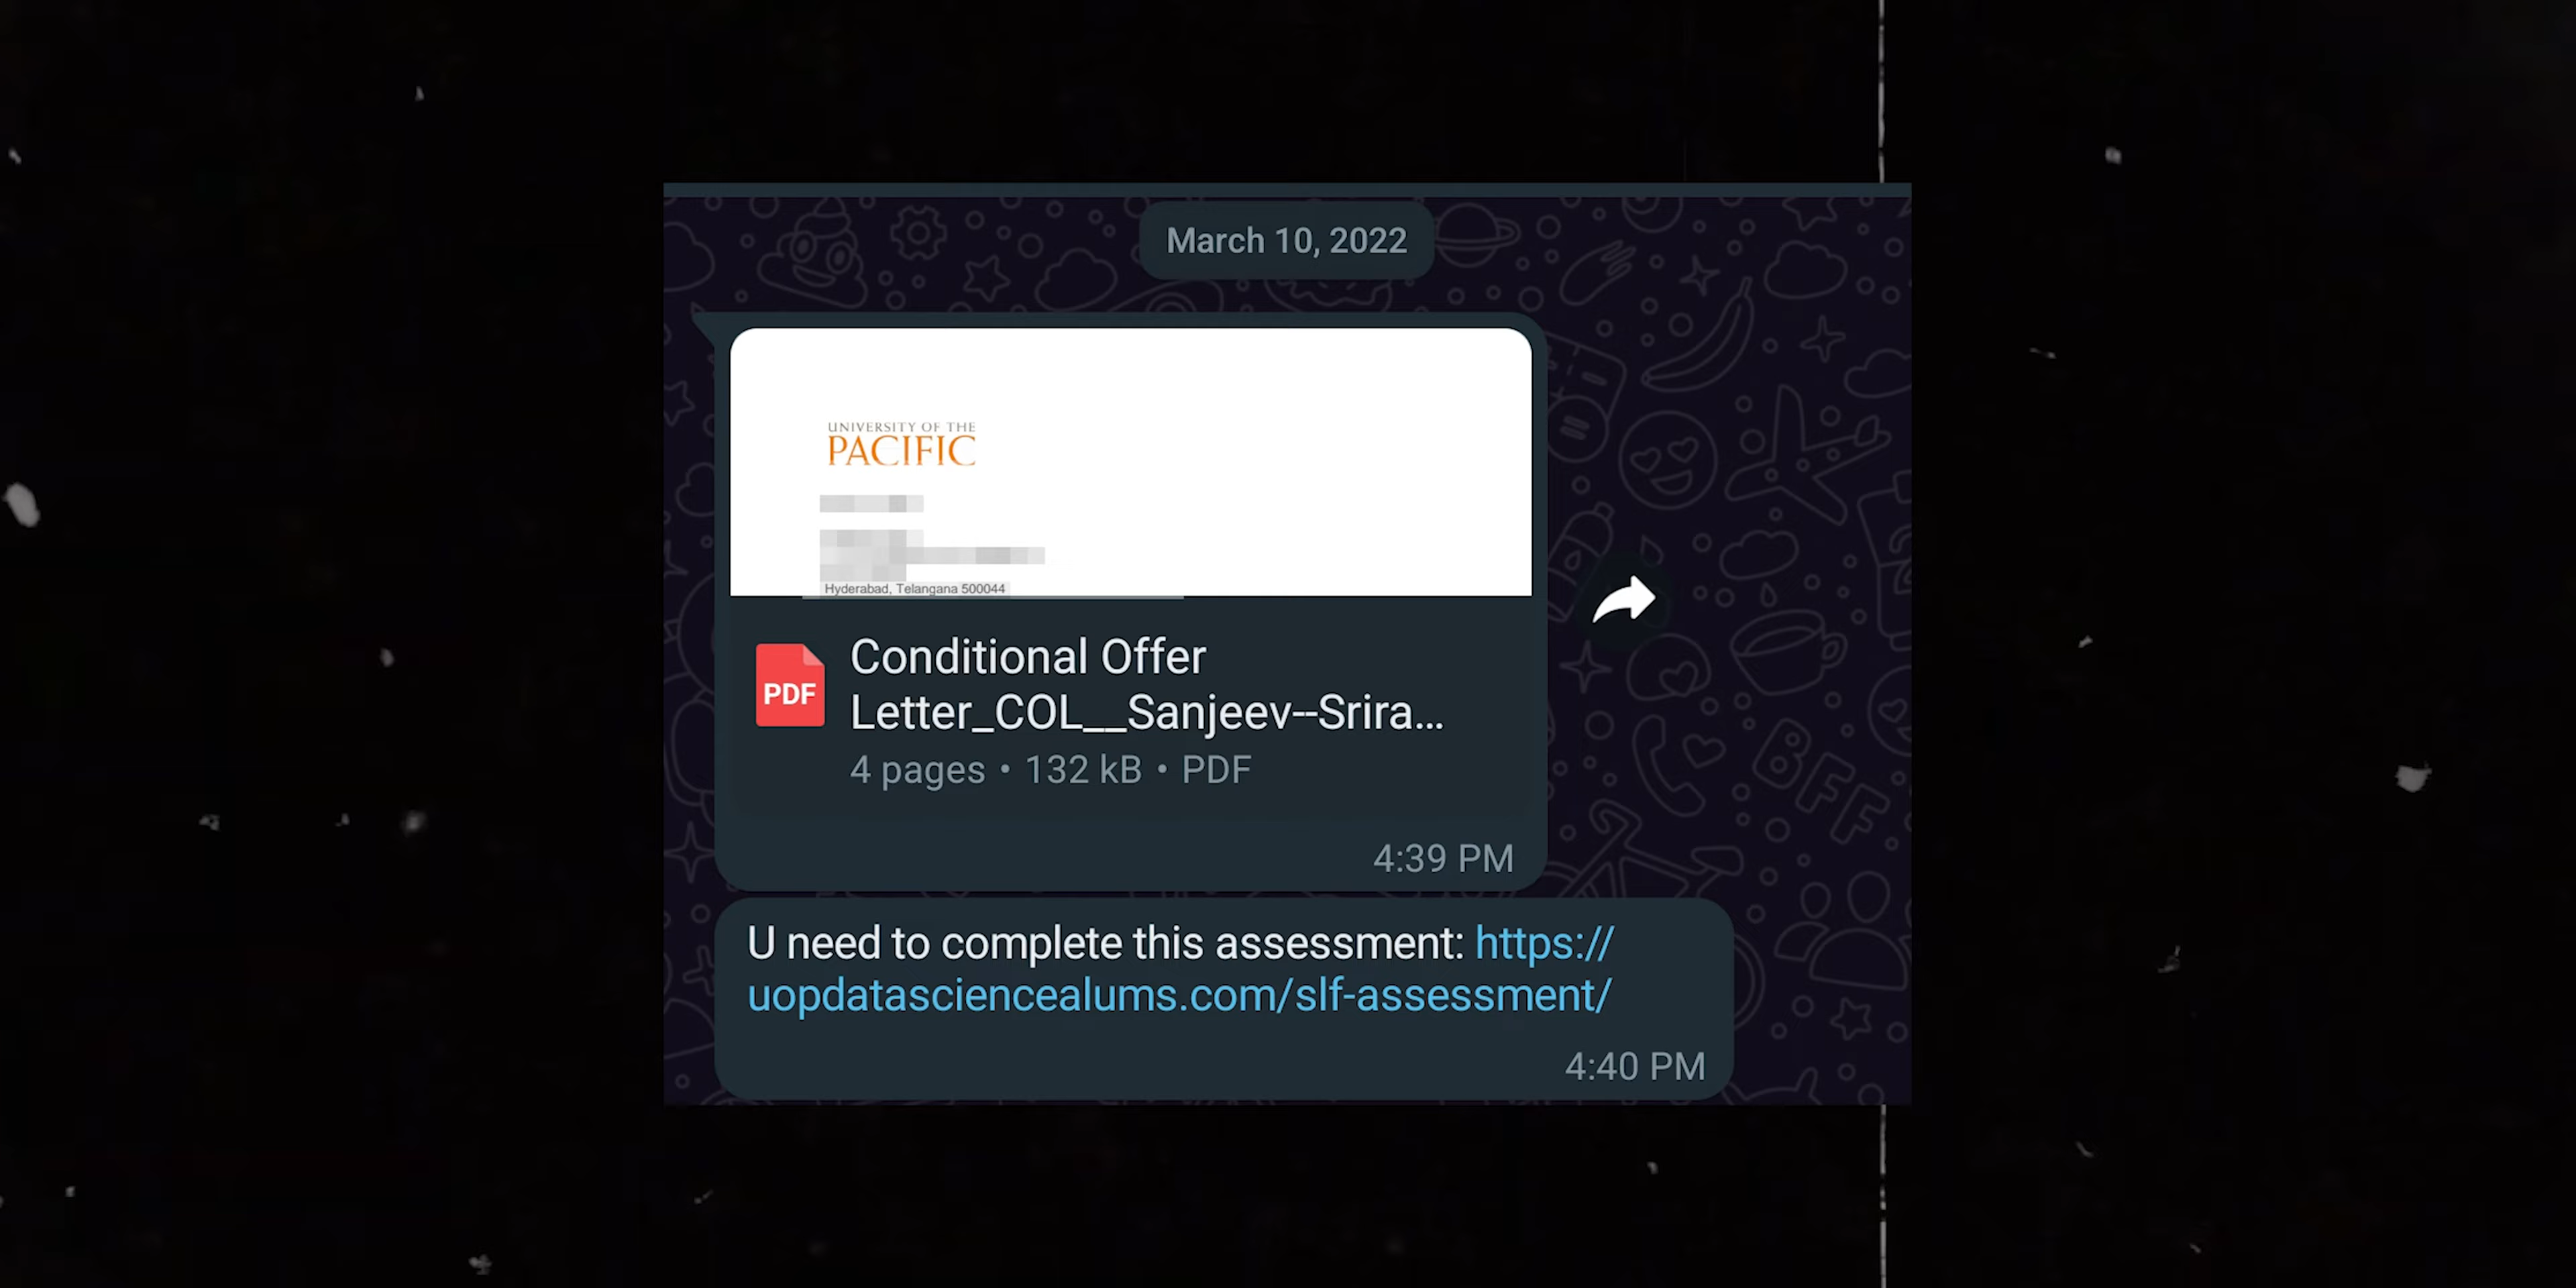 March 10, 2022
UNIVERSITY OF THE
PACIFIC
Hyderabad, Telangana 500044
PDF
Conditional Offer
Letter_COL__Sanjeev--Srira...
4 pages • 132 kB • PDF
4:39 PM
U need to complete this assessment: https://
uopdatasciencealums.com/slf-assessment/
4:40 PM
BFF